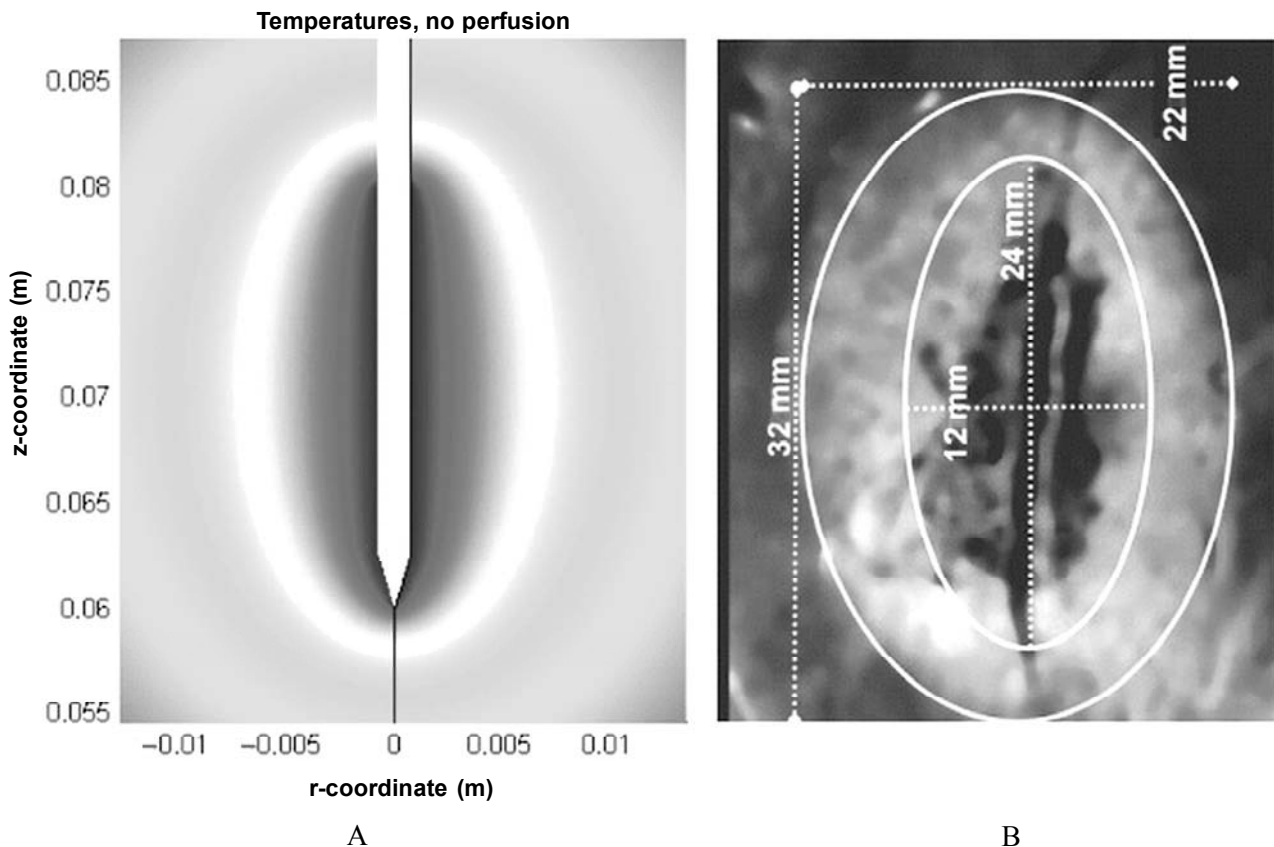 Temperatures, no perfusion
z-coordinate (m)
0.085
0.08
0.075
0.07
0.065
0.06
0.055
−0.01 −0.005 0 0.005 0.01
r-coordinate (m)
A
22 mm
24 mm
32 mm
12 mm
B